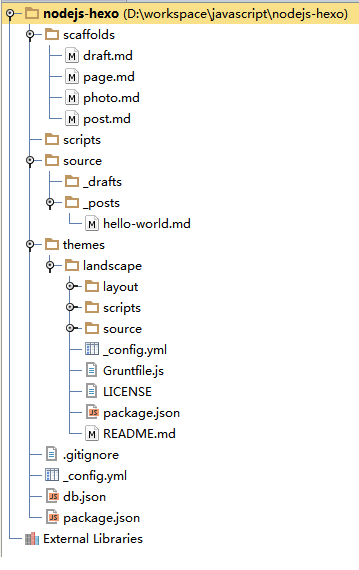 nodejs-hexo (D:\workspace\javascript\nodejs-hexo)
scaffolds
draft.md
page.md
photo.md
post.md
scripts
source
_drafts
_posts
hello-world.md
themes
landscape
layout
scripts
source
_config.yml
Gruntfile.js
LICENSE
package.json
README.md
.gitignore
_config.yml
db.json
package.json
External Libraries